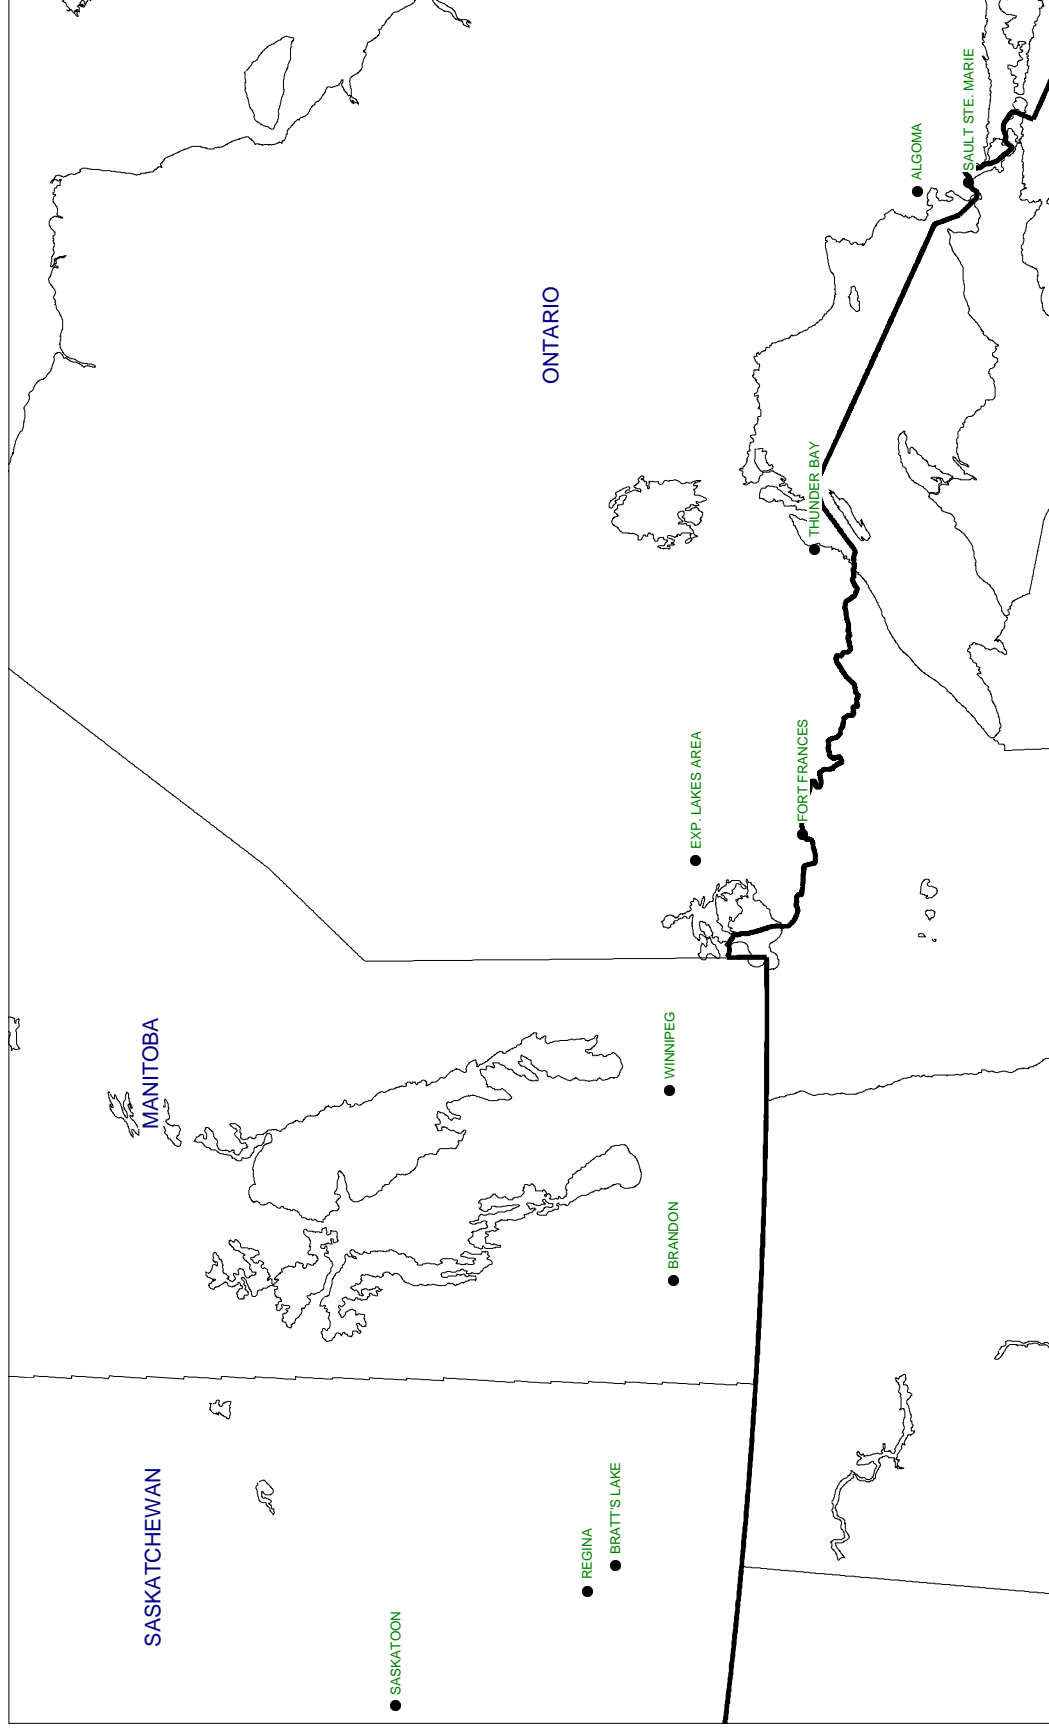 SASKATCHEWAN
MANITOBA
ONTARIO
SASKATOON
REGINA
BRATT'S LAKE
BRANDON
WINNIPEG
EXP. LAKES AREA
FORT FRANCES
THUNDER BAY
ALGOMA
SAULT STE. MARIE